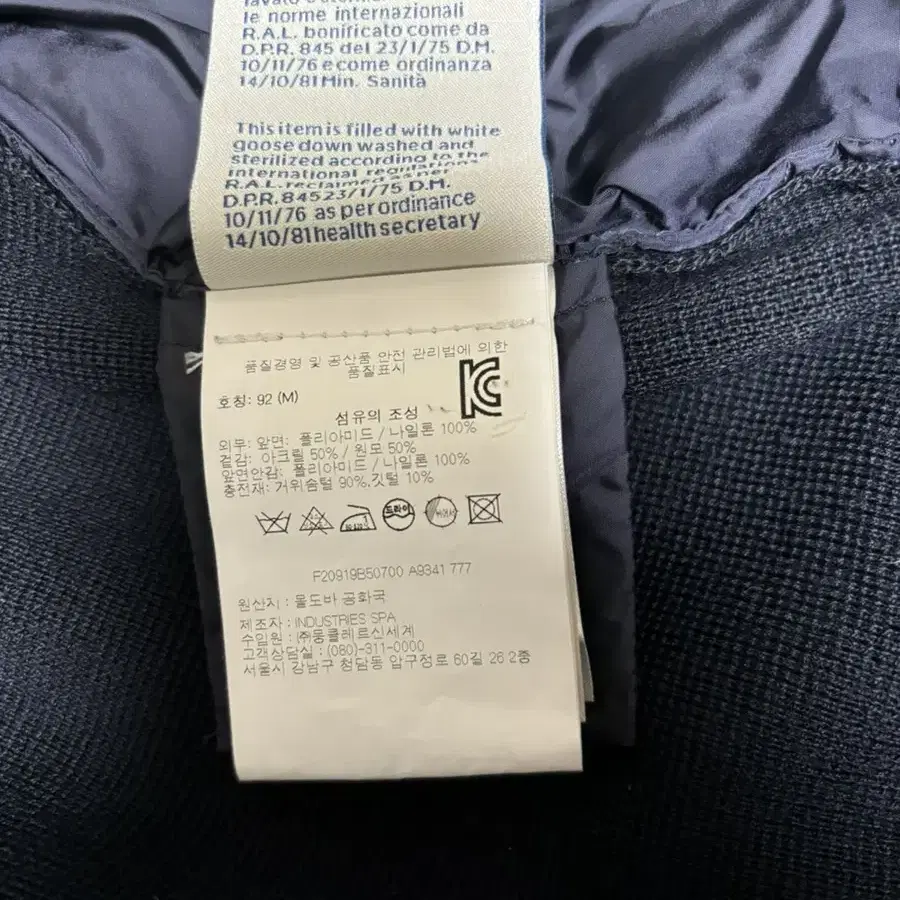 le norme internazionali
R.A.L. bonificato come da
D.P.R. 845 del 23/1/75 D.M.
10/11/76 e come ordinanza
14/10/81 Min. Sanità
This item is filled with white
goose down washed and
sterilized according to the
international
R.A.L. reclaimed as per
D.P.R. 84523/1/75 D.M.
10/11/76 as per ordinance
14/10/81 health secretary
품질경영 및 공산품 안전 관리법에 의한
품질표시
호칭: 92 (M)
섬유의 조성
외부: 앞면: 폴리아미드 / 나일론 100%
겉감: 아크릴 50% / 원모 50%
앞면안감: 폴리아미드 / 나일론 100%
충전재: 거위솜털 90%, 깃털 10%
드라이
F20919B50700 A9341 777
원산지 : 몰도바 공화국
제조자 : INDUSTRIES SPA
수입원 : ㈜몽클레르신세계
고객상담실 : (080)-311-0000
서울시 강남구 청담동 압구정로 60길 26 2층